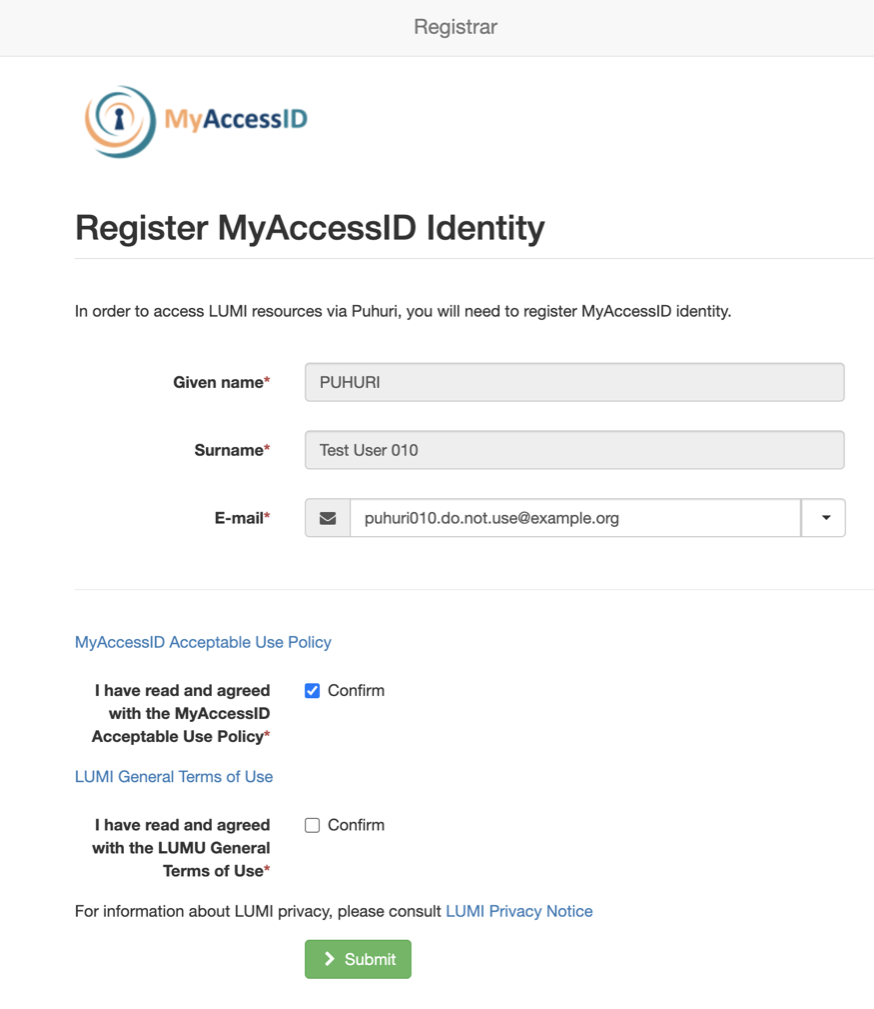 Registrar
MyAccessID
Register MyAccessID Identity
In order to access LUMI resources via Puhuri, you will need to register MyAccessID identity.
Given name* PUHURI
Surname* Test User 010
E-mail* puhuri010.do.not.use@example.org
MyAccessID Acceptable Use Policy
I have read and agreed Confirm
with the MyAccessID
Acceptable Use Policy*
LUMI General Terms of Use
I have read and agreed Confirm
with the LUMU General
Terms of Use*
For information about LUMI privacy, please consult LUMI Privacy Notice
Submit